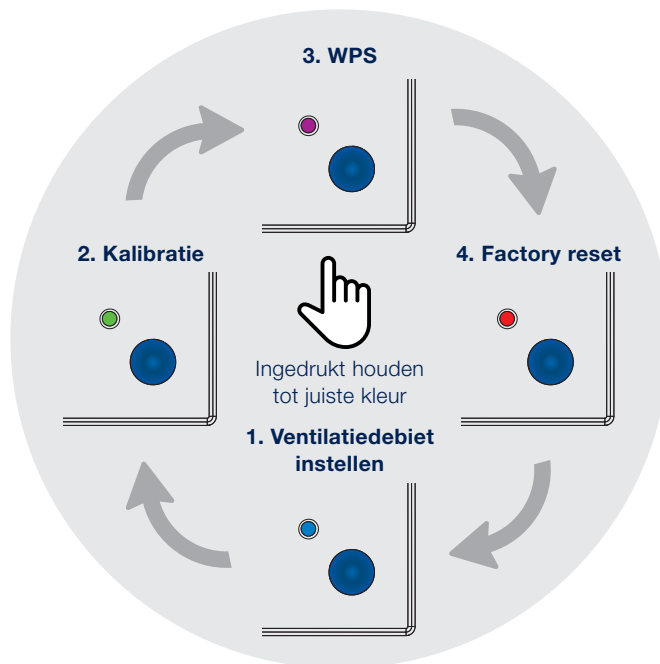 3. WPS
2. Kalibratie
4. Factory reset
Ingedrukt houden
tot juiste kleur
1. Ventilatiedebiet
instellen